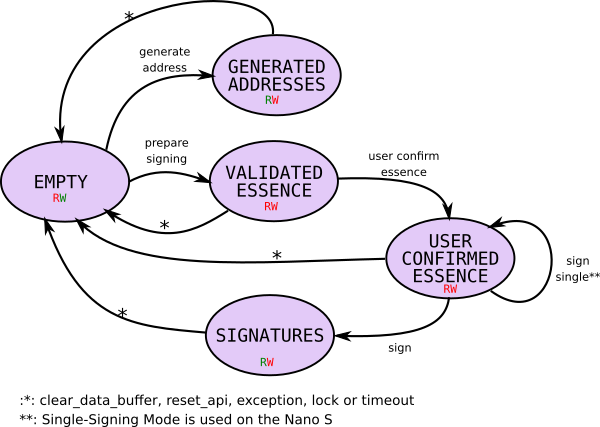 *
generate
address
GENERATED
ADDRESSES
RW
prepare
signing
EMPTY
RW
VALIDATED
ESSENCE
RW
user confirm
essence
*
USER
CONFIRMED
ESSENCE
RW
*
sign
single**
*
SIGNATURES
RW
sign
:*: clear_data_buffer, reset_api, exception, lock or timeout
**: Single-Signing Mode is used on the Nano S